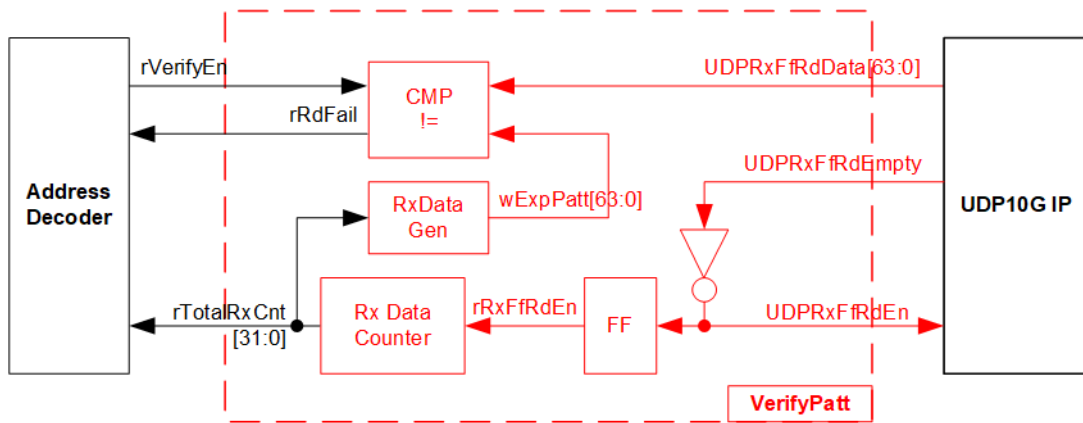 rVerifyEn
UDPRxFfRdData[63:0]
CMP
!=
rRdFail
UDPRxFfRdEmpty
Address
Decoder
RxData
Gen
wExpPatt[63:0]
UDP10G IP
rTotalRxCnt
[31:0]
Rx Data
Counter
rRxFfRdEn
FF
UDPRxFfRdEn
VerifyPatt